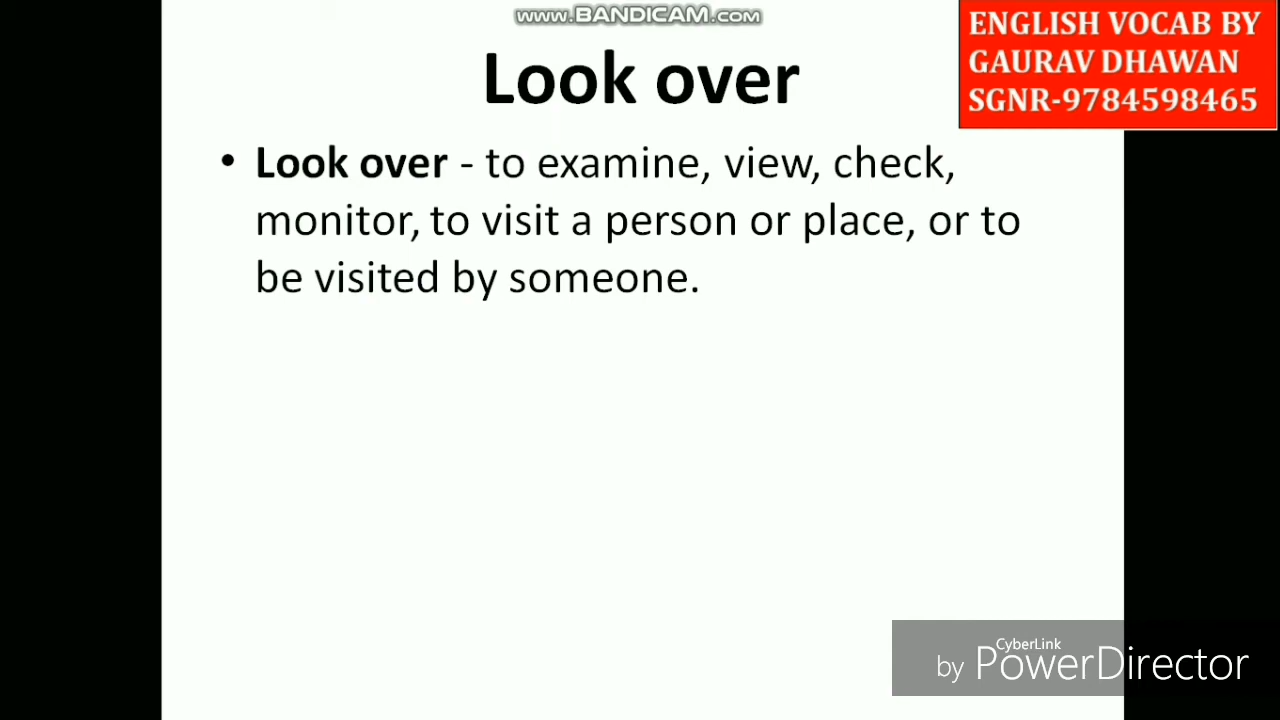 www.BANDICAM.com
ENGLISH VOCAB BY
GAURAV DHAWAN
SGNR-9784598465
Look over
• Look over - to examine, view, check,
monitor, to visit a person or place, or to
be visited by someone.
CyberLink
by PowerDirector